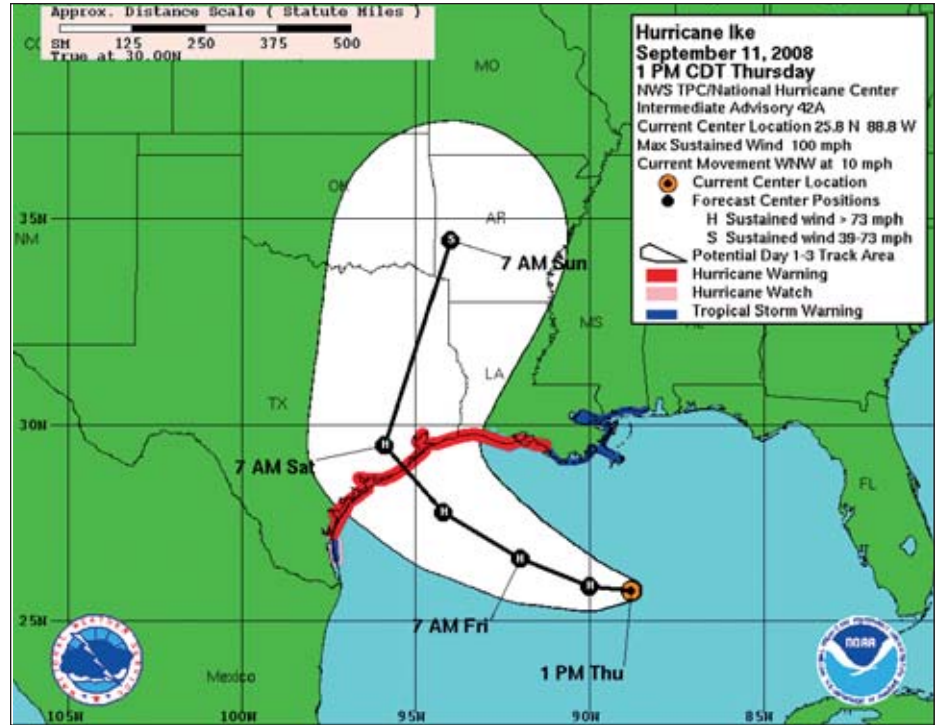 Approx. Distance Scale ( Statute Miles )
SM 125 250 375 500
True at 30.00N
Hurricane Ike
September 11, 2008
1 PM CDT Thursday
NWS TPC/National Hurricane Center
Intermediate Advisory 42A
Current Center Location 25.8 N 88.8 W
Max Sustained Wind 100 mph
Current Movement WNW at 10 mph
Current Center Location
Forecast Center Positions
H Sustained wind > 73 mph
S Sustained wind 39-73 mph
Potential Day 1-3 Track Area
Hurricane Warning
Hurricane Watch
Tropical Storm Warning
MO
OK
35N
AR
NM
S
7 AM Sun
MS
LA
TX
30N
H
7 AM Sat
FL
H
H
H
25N
7 AM Fri
1 PM Thu
Mexico
NOAA
105W 100W 95W 90W 85W